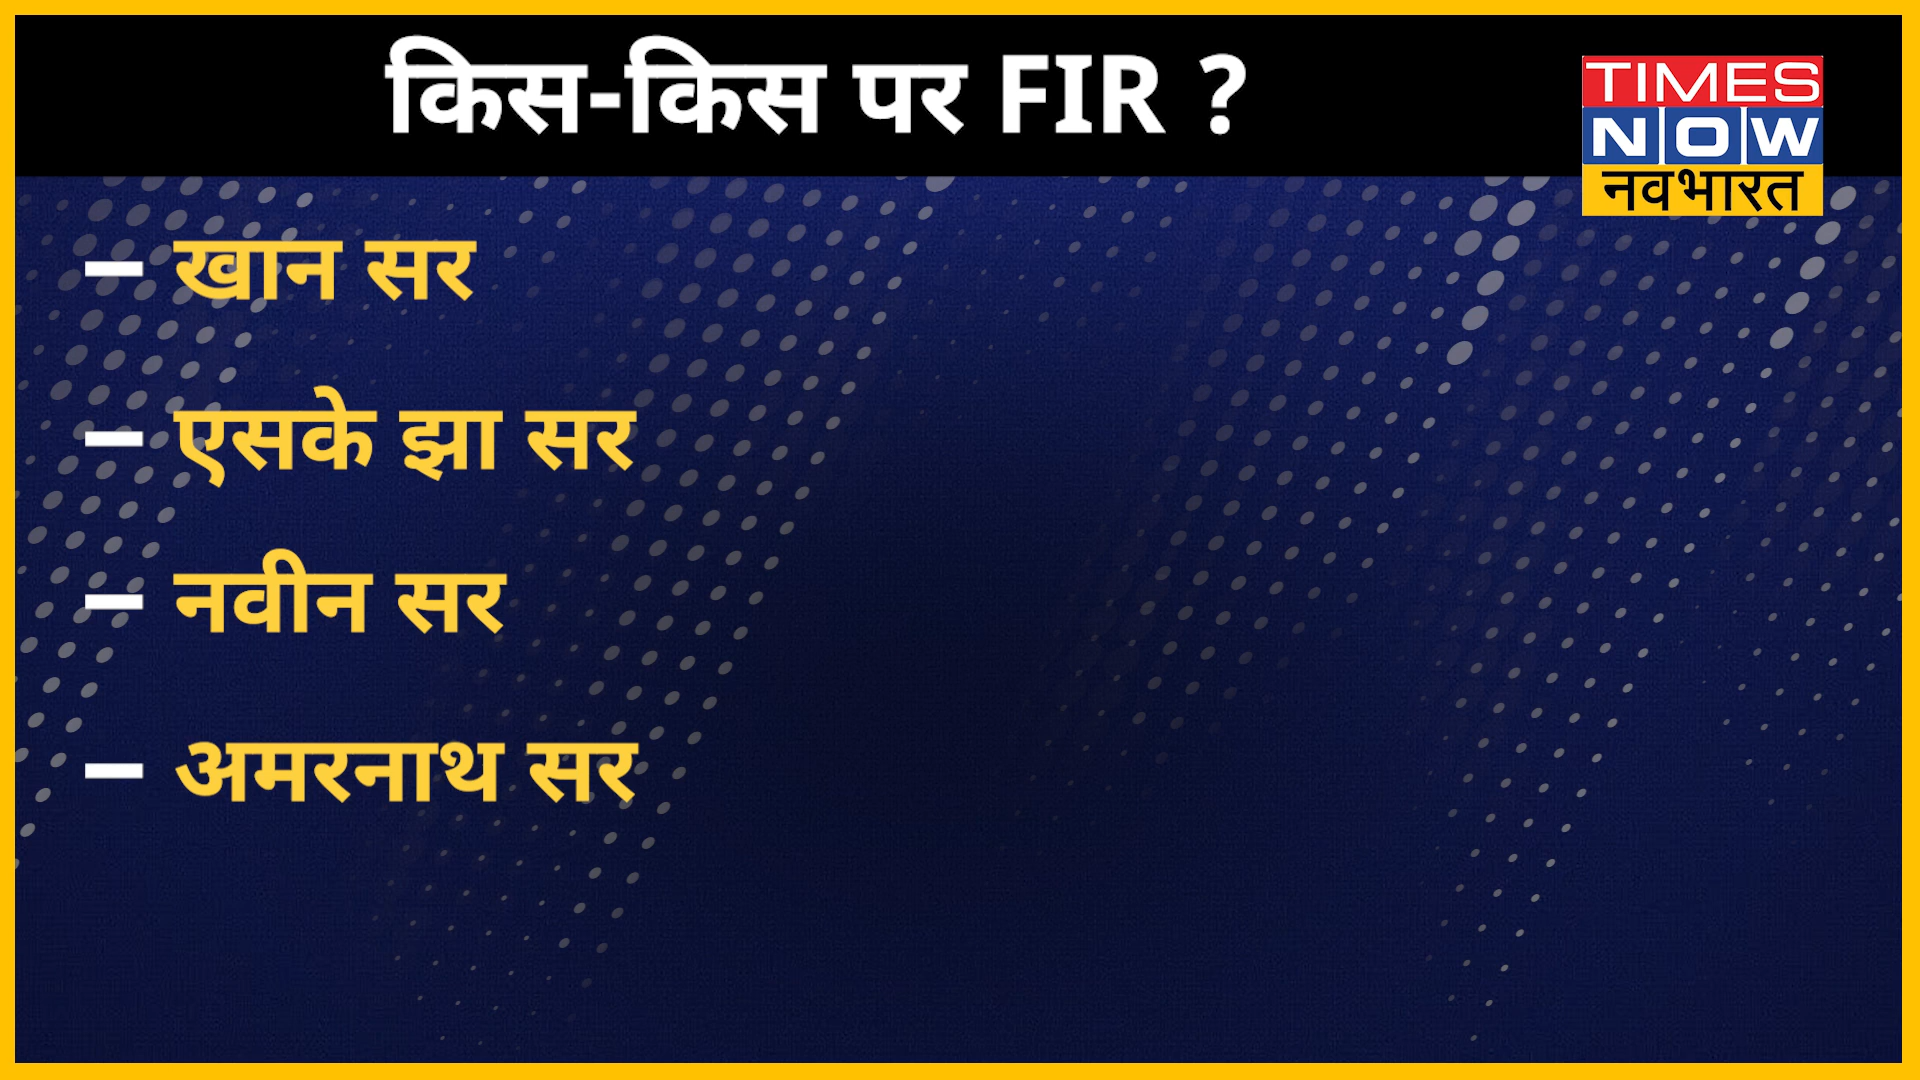 किस-किस पर FIR ?
TIMES
NOW
नवभारत
– खान सर
– एसके झा सर
– नवीन सर
– अमरनाथ सर